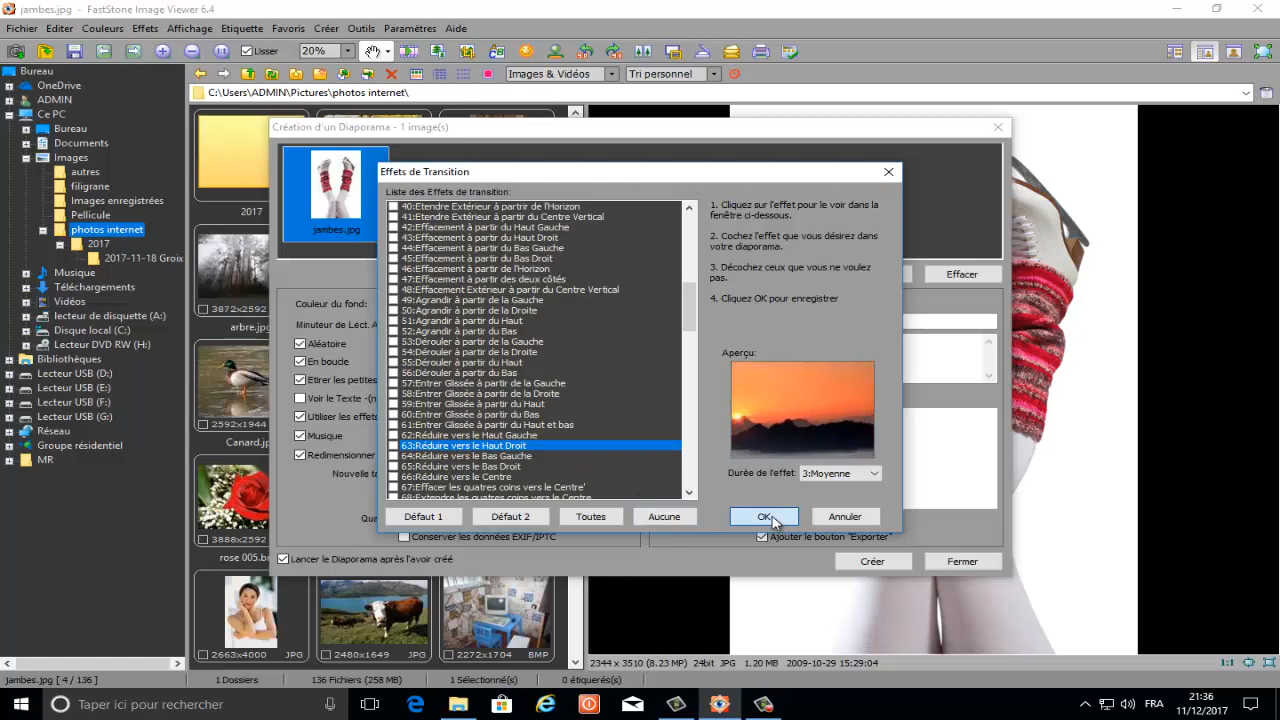 jambes.jpg - FastStone Image Viewer 6.4
Fichier Editer Couleurs Effets Affichage Etiquette Favoris Créer Outils Paramètres Aide
Lisser 20%
Images & Vidéos Tri personnel
C:\Users\ADMIN\Pictures\photos internet\
Bureau
OneDrive
ADMIN
Ce PC
Bureau
Documents
Images
autres
filigrane
Images enregistrées
Pellicule
photos internet
2017
2017-11-18 Groix
Musique
Téléchargements
Vidéos
lecteur de disquette (A:)
Disque local (C:)
Lecteur DVD RW (H:)
Bibliothèques
Lecteur USB (D:)
Lecteur USB (E:)
Lecteur USB (F:)
Lecteur USB (G:)
Réseau
Groupe résidentiel
MR
2017
3872x2592
arbre.jpg
2592x1944
Canard.jp
3888x2592
rose 005.br
2663x4000 JPG
2480x1649 JPG
2272x1704 BMP
Création d'un Diaporama - 1 image(s)
jambes.jpg
Effacer
Couleur du fond:
Minuteur de Lect. A
Aléatoire
En boude
Etirer les petites
Voir le Texte -(n
Utiliser les effets
Musique
Redimensionner
Nouvelle ta
Qua
Conserver les données EXIF/IPTC
Ajouter le bouton "Exporter"
Lancer le Diaporama après l'avoir créé
Créer
Fermer
Effets de Transition
Liste des Effets de transition:
40:Etendre Extérieur à partrir de l'Horizon
41:Etendre Extérieur à partir du Centre Vertical
42:Effacement à partir du Haut Gauche
43:Effacement à partir du Haut Droit
44:Effacement à partir du Bas Gauche
45:Effacement à partir du Bas Droit
46:Effacement à partir de l'Horizon
47:Effacement à partir des deux côtés
48:Effacement Extérieur à partir du Centre Vertical
49:Agrandir à partir de la Gauche
50:Agrandir à partir de la Droite
51:Agrandir à partir du Haut
52:Agrandir à partir du Bas
53:Dérouler à partir de la Gauche
54:Dérouler à partir de la Droite
55:Dérouler à partir du Haut
56:Dérouler à partir du Bas
57:Entrer Glissée à partir de la Gauche
58:Entrer Glissée à partir de la Droite
59:Entrer Glissée à partir du Haut
60:Entrer Glissée à partir du Bas
61:Entrer Glissée à partir du Haut et bas
62:Réduire vers le Haut Gauche
63:Réduire vers le Haut Droit
64:Réduire vers le Bas Gauche
65:Réduire vers le Bas Droit
66:Réduire vers le Centre
67:Effacer les quatres coins vers le Centre'
68:Extendre les quatres coins vers le Centre
1. Cliquez sur l'effet pour le voir dans la
fenêtre ci-dessous.
2. Cochez l'effet que vous désirez dans
votre diaporama.
3. Décochez ceux que vous ne voulez
pas.
4. Cliquez OK pour enregistrer
Aperçu:
Durée de l'effet: 3:Moyenne
Défaut 1 Défaut 2 Toutes Aucune OK Annuler
2344 x 3510 (8.23 MP) 24bit JPG 1.20 MB 2009-10-29 15:29:04
1:1
jambes.jpg [ 4 / 136 ] 1 Dossiers 136 Fichiers (258 MB) 1 Sélectionné(s) 0 étiquetés(s)
Taper ici pour rechercher
FRA
21:36
11/12/2017